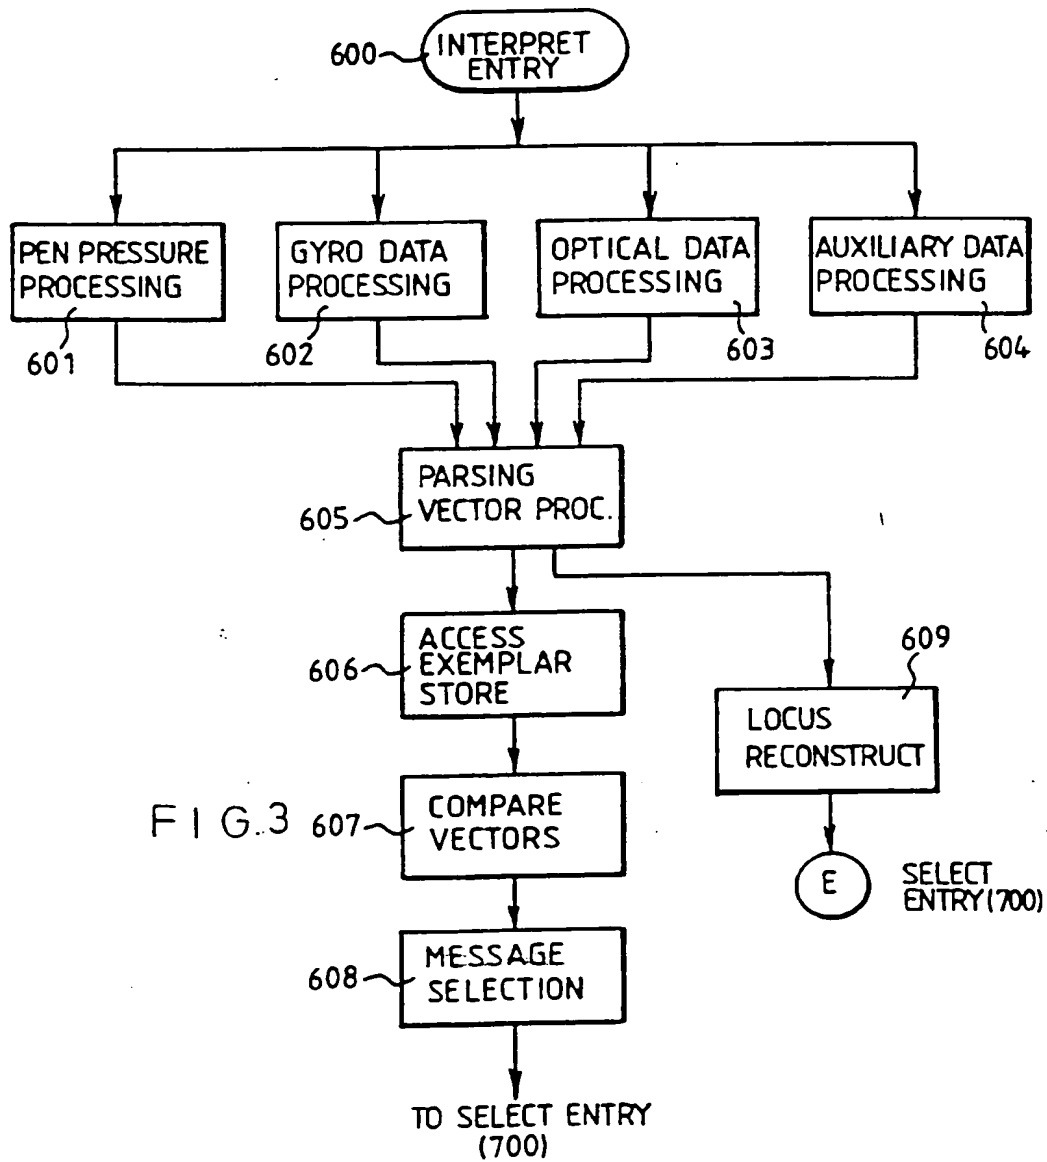 600
INTERPRET
ENTRY
PEN PRESSURE
PROCESSING
601
GYRO DATA
PROCESSING
602
OPTICAL DATA
PROCESSING
603
AUXILIARY DATA
PROCESSING
604
605
PARSING
VECTOR PROC.
606
ACCESS
EXEMPLAR
STORE
609
LOCUS
RECONSTRUCT
FIG.3
607
COMPARE
VECTORS
E
SELECT
ENTRY(700)
608
MESSAGE
SELECTION
TO SELECT ENTRY
(700)